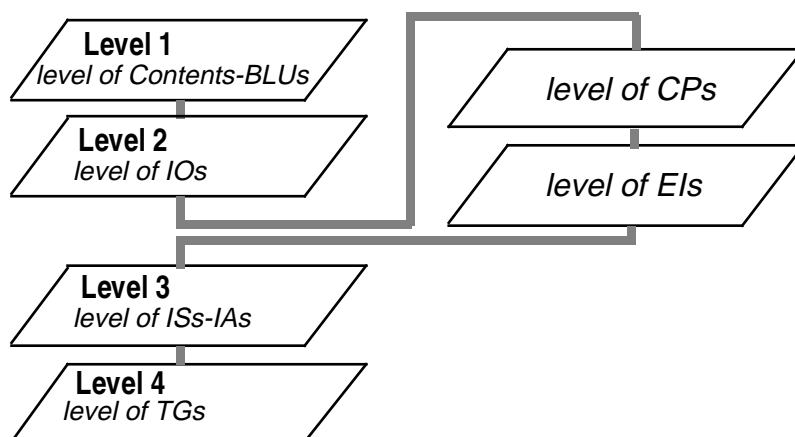 Level 1
level of Contents-BLUs
Level 2
level of IOs
level of CPs
level of EIs
Level 3
level of ISs-IAs
Level 4
level of TGs